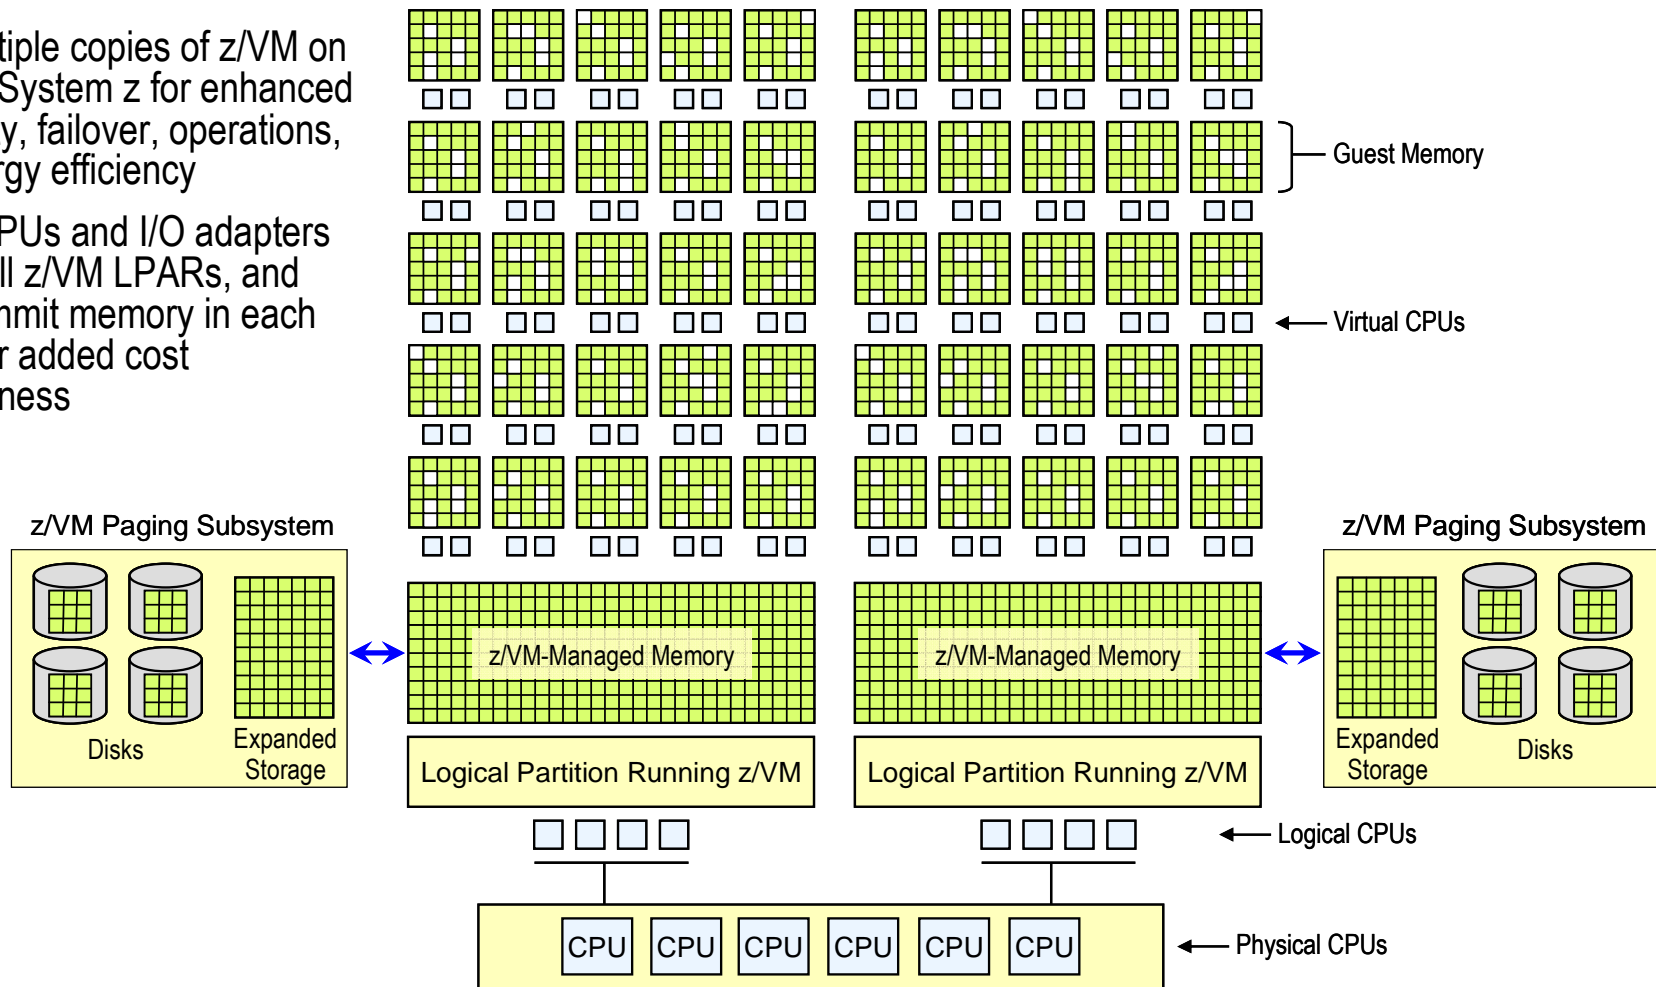 tiple copies of z/VM on
System z for enhanced
y, failover, operations,
rgy efficiency
PUs and I/O adapters
ll z/VM LPARs, and
mmit memory in each
r added cost
ness
Guest Memory
Virtual CPUs
z/VM Paging Subsystem
Disks
Expanded
Storage
z/VM-Managed Memory
z/VM-Managed Memory
z/VM Paging Subsystem
Expanded
Storage
Disks
Logical Partition Running z/VM
Logical Partition Running z/VM
Logical CPUs
CPU CPU CPU CPU CPU CPU
Physical CPUs